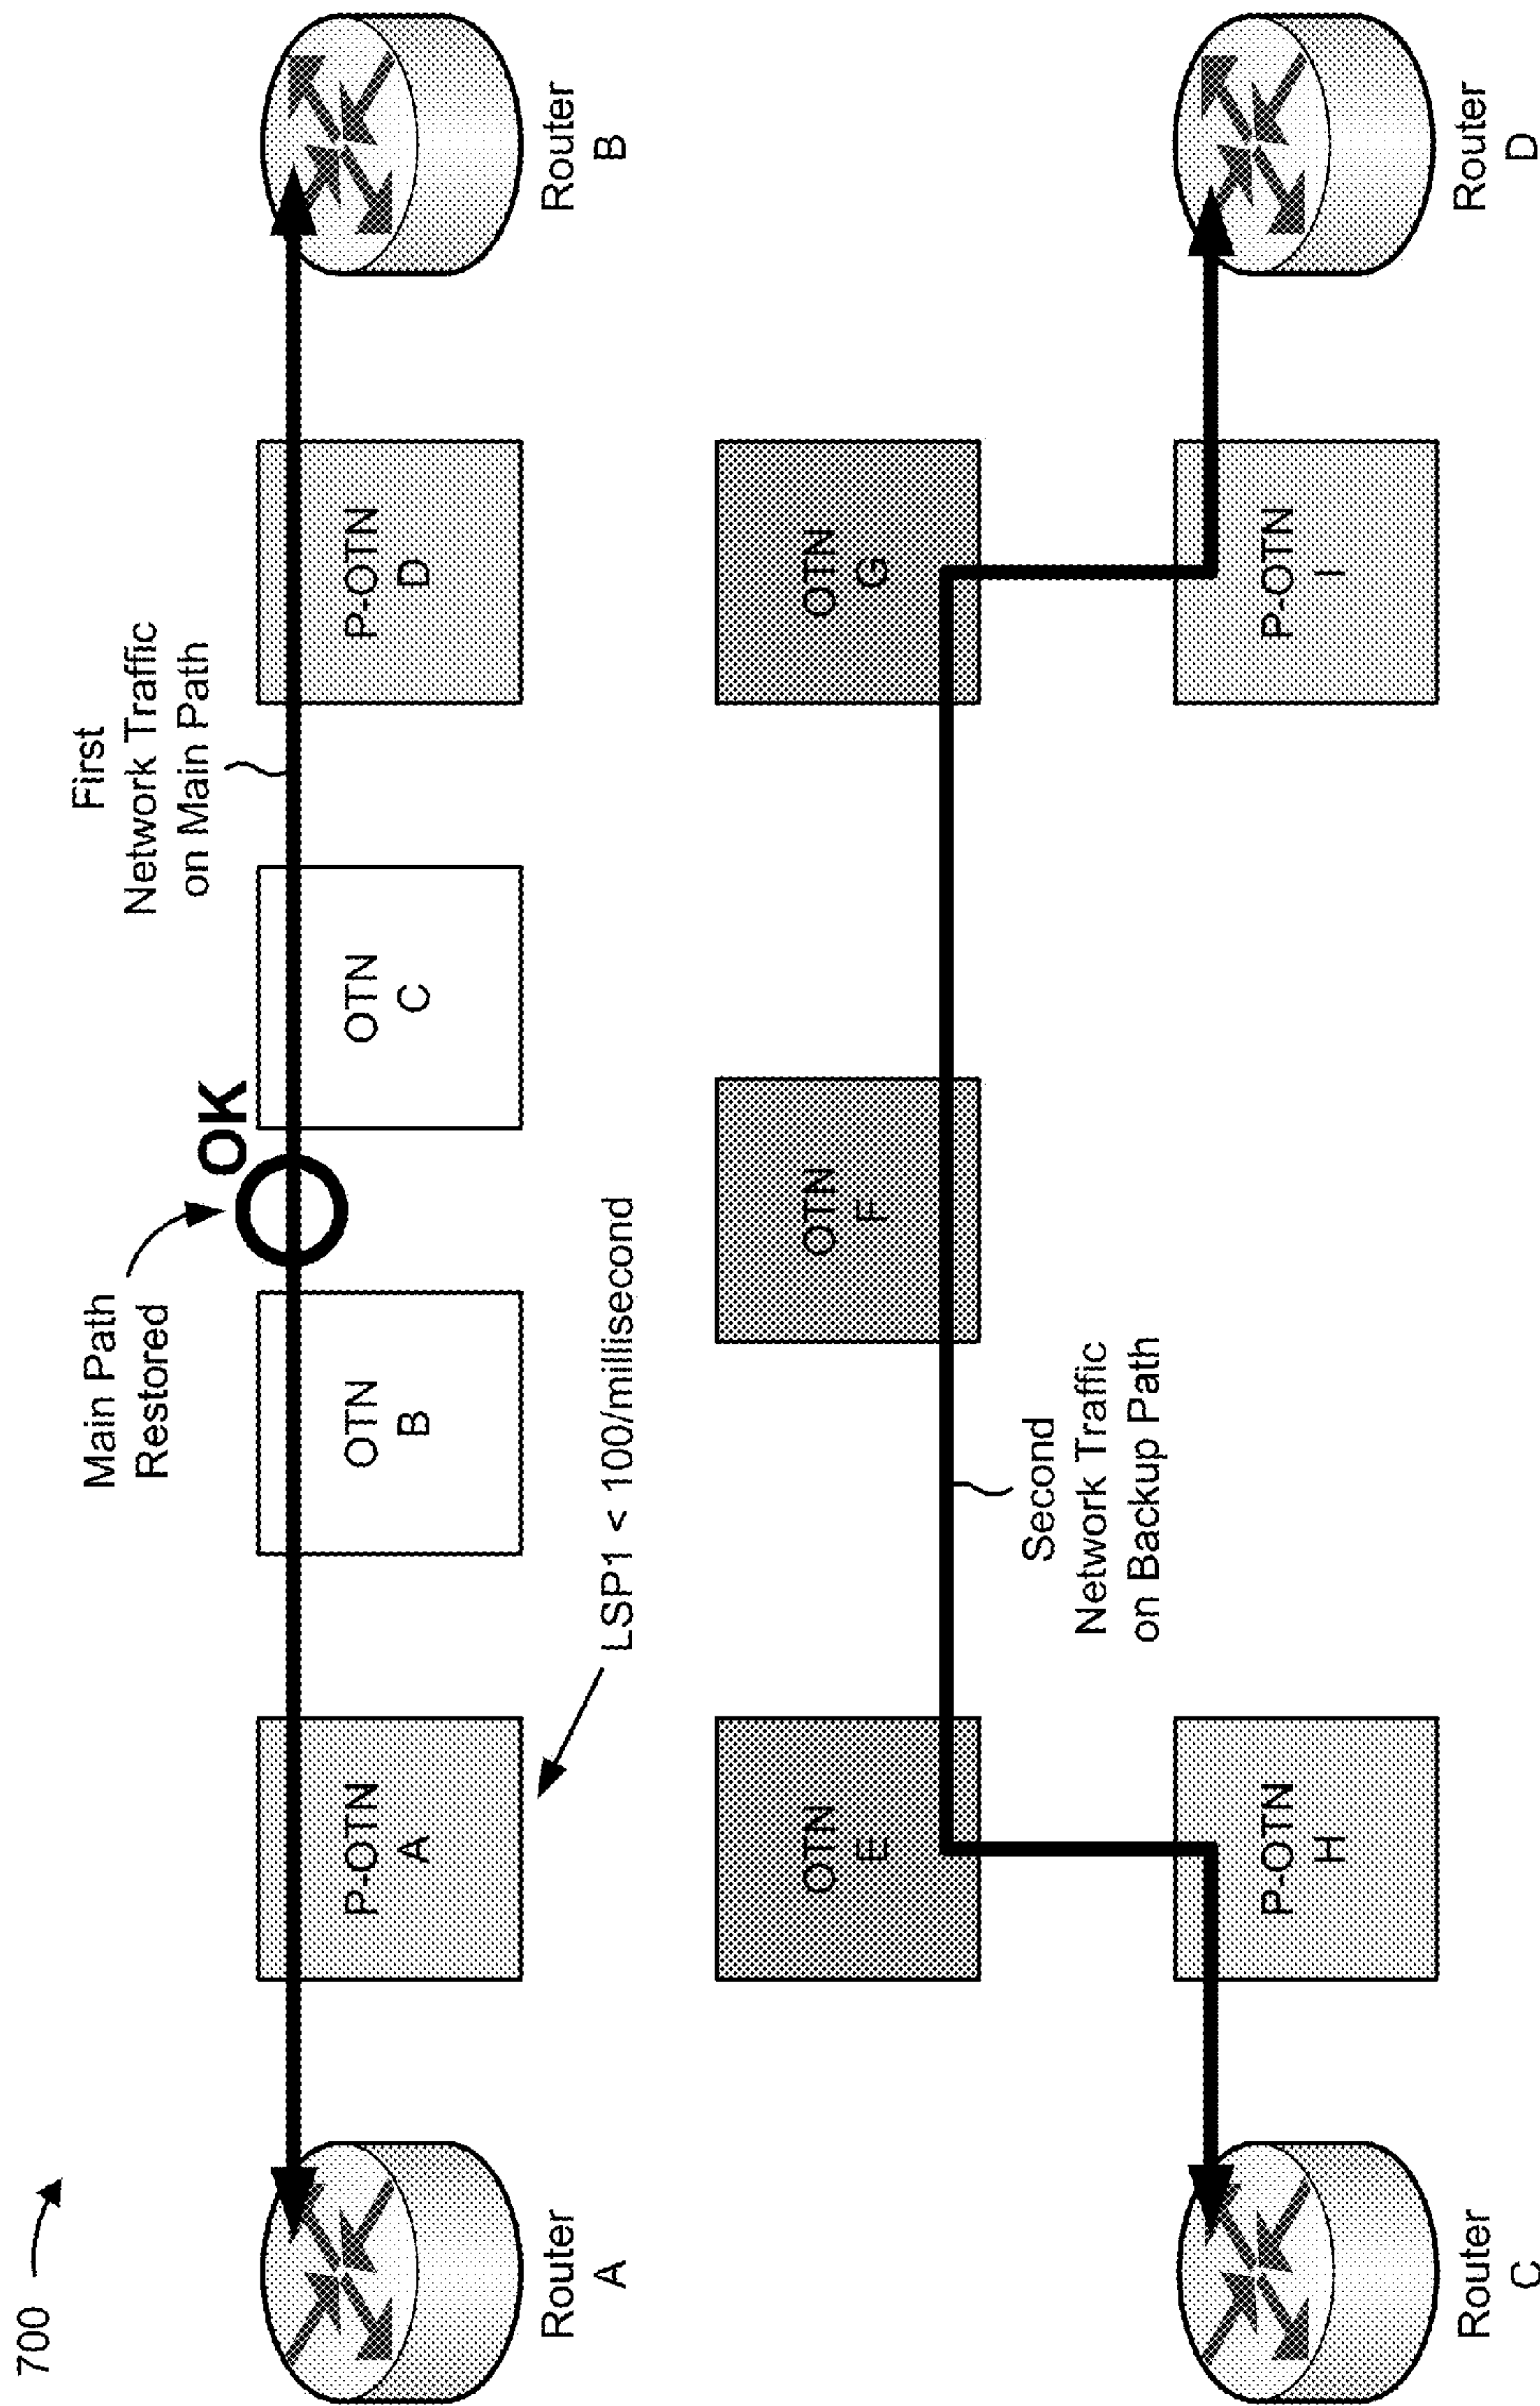 700
Main Path
Restored
OK
First
Network Traffic
on Main Path
Router
A
P-OTN
A
OTN
B
OTN
C
P-OTN
D
Router
B
LSP1 < 100/millisecond
OTN
E
OTN
F
OTN
G
Second
Network Traffic
on Backup Path
Router
C
P-OTN
H
P-OTN
I
Router
D